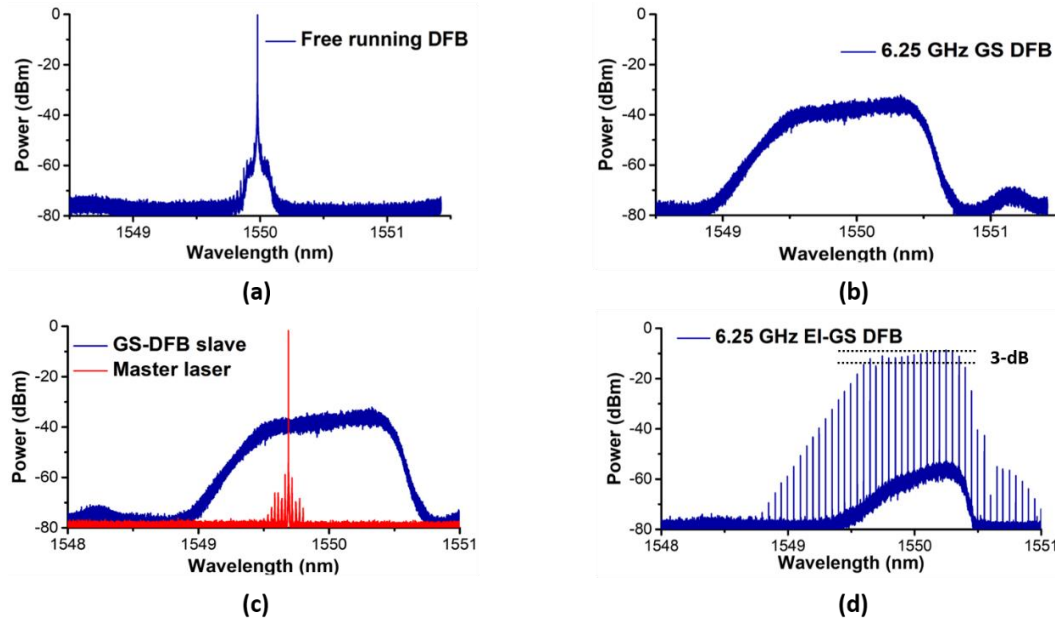 0
-20
-40
-60
-80
Power (dBm)
Free running DFB
1549
1550
1551
Wavelength (nm)
(a)
0
-20
-40
-60
-80
Power (dBm)
6.25 GHz GS DFB
1549
1550
1551
Wavelength (nm)
(b)
0
-20
-40
-60
-80
Power (dBm)
GS-DFB slave
Master laser
1548
1549
1550
1551
Wavelength (nm)
(c)
0
-20
-40
-60
-80
Power (dBm)
6.25 GHz EI-GS DFB
3-dB
1548
1549
1550
1551
Wavelength (nm)
(d)